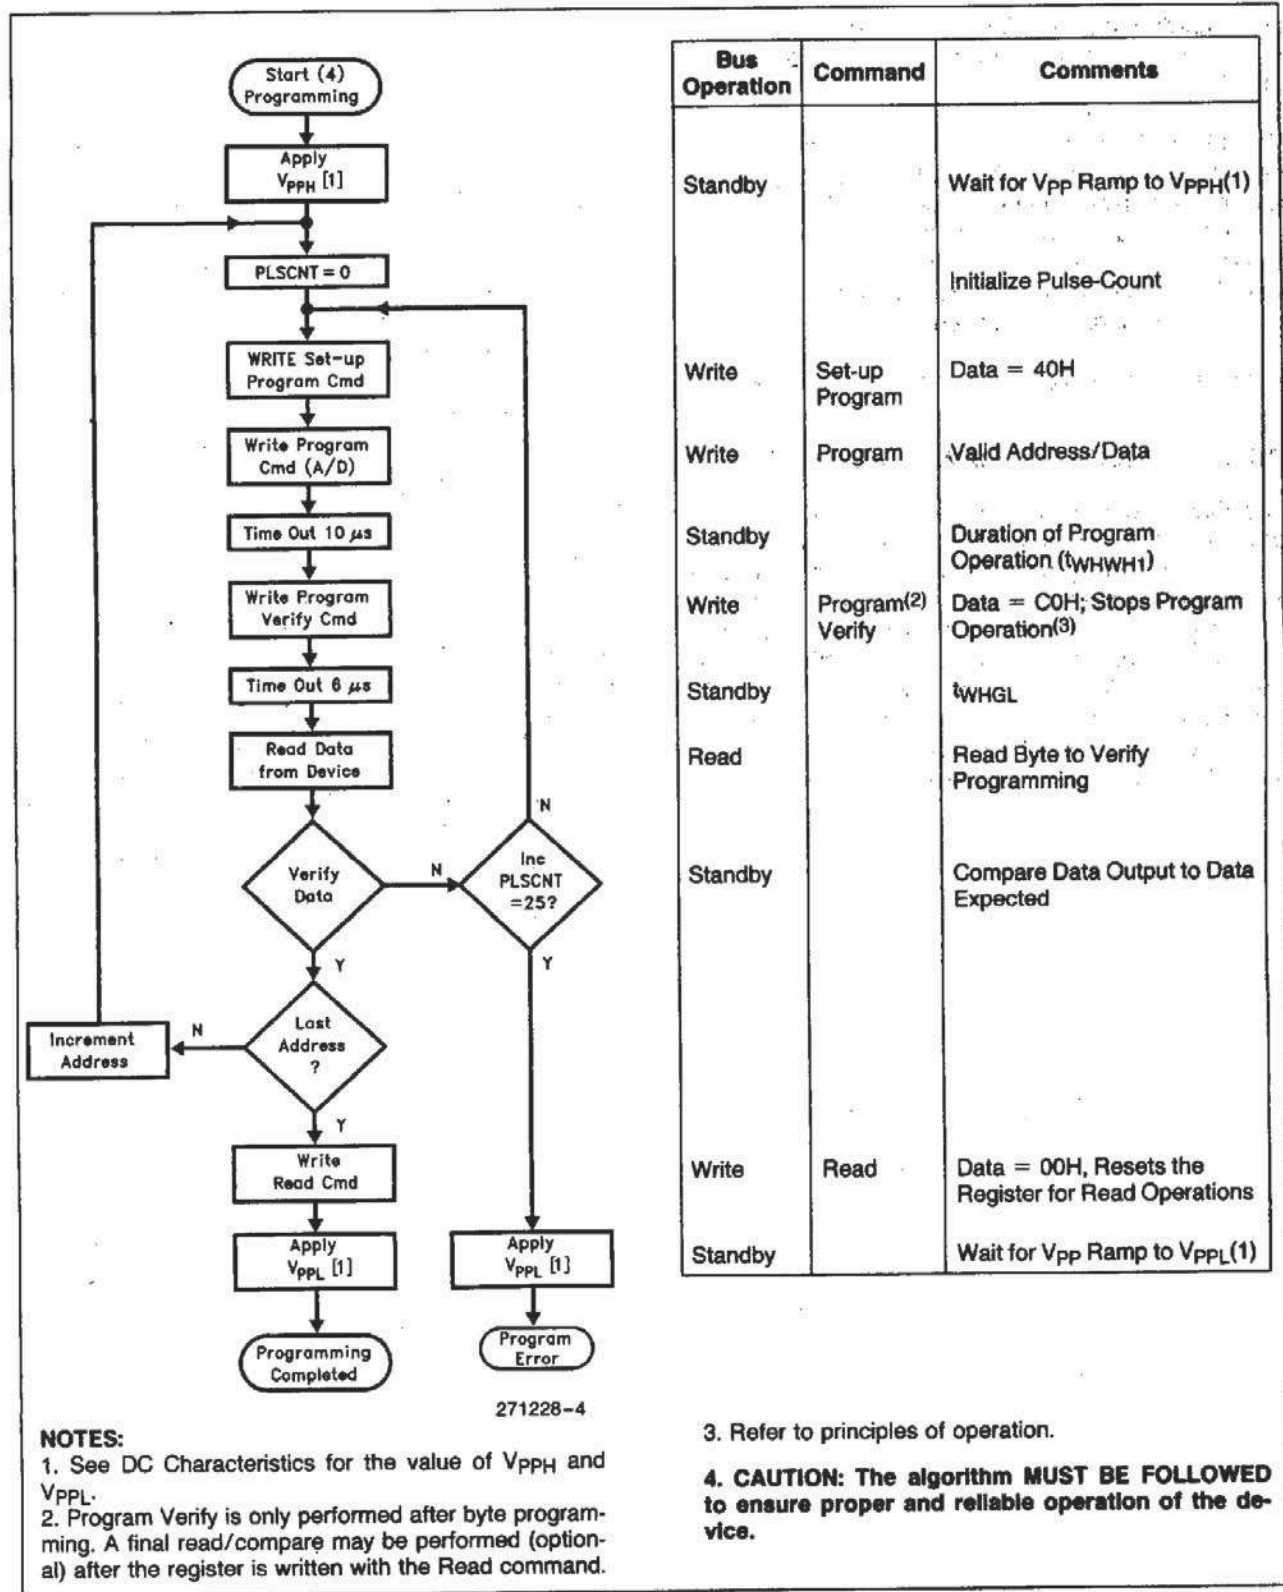 Start (4)
Programming
Apply
VPPH [1]
PLSCNT = 0
WRITE Set-up
Program Cmd
Write Program
Cmd (A/D)
Time Out 10 µs
Write Program
Verify Cmd
Time Out 6 µs
Read Data
from Device
Verify
Data
N
Inc
PLSCNT
=25?
N
Y
Y
Last
Address
?
N
Increment
Address
Y
Write
Read Cmd
Apply
VPPL [1]
Programming
Completed
Apply
VPPL [1]
Program
Error
271228-4
Bus
Operation
Command
Comments
Standby
Wait for VPP Ramp to VPPH(1)
Initialize Pulse-Count
Write
Set-up
Program
Data = 40H
Write
Program
Valid Address/Data
Standby
Duration of Program
Operation (tWHWH1)
Write
Program(2)
Verify
Data = C0H; Stops Program
Operation(3)
Standby
tWHGL
Read
Read Byte to Verify
Programming
Standby
Compare Data Output to Data
Expected
Write
Read
Data = 00H, Resets the
Register for Read Operations
Standby
Wait for VPP Ramp to VPPL(1)
NOTES:
1. See DC Characteristics for the value of VPPH and
VPPL.
2. Program Verify is only performed after byte program-
ming. A final read/compare may be performed (option-
al) after the register is written with the Read command.
3. Refer to principles of operation.
4. CAUTION: The algorithm MUST BE FOLLOWED
to ensure proper and reliable operation of the de-
vice.